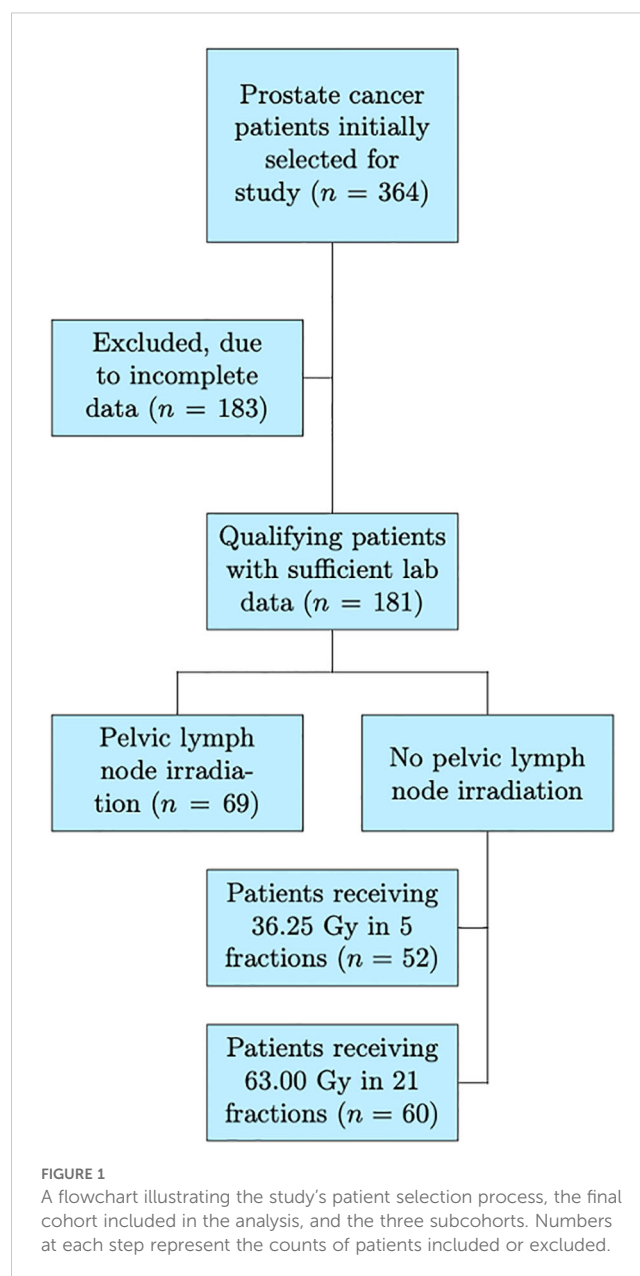 Prostate cancer
patients initially
selected for
study (n = 364)
Excluded, due
to incomplete
data (n = 183)
Qualifying patients
with sufficient lab
data (n = 181)
Pelvic lymph
node irradia-
tion (n = 69)
No pelvic lymph
node irradiation
Patients receiving
36.25 Gy in 5
fractions (n = 52)
Patients receiving
63.00 Gy in 21
fractions (n = 60)
FIGURE 1
A flowchart illustrating the study’s patient selection process, the final
cohort included in the analysis, and the three subcohorts. Numbers
at each step represent the counts of patients included or excluded.